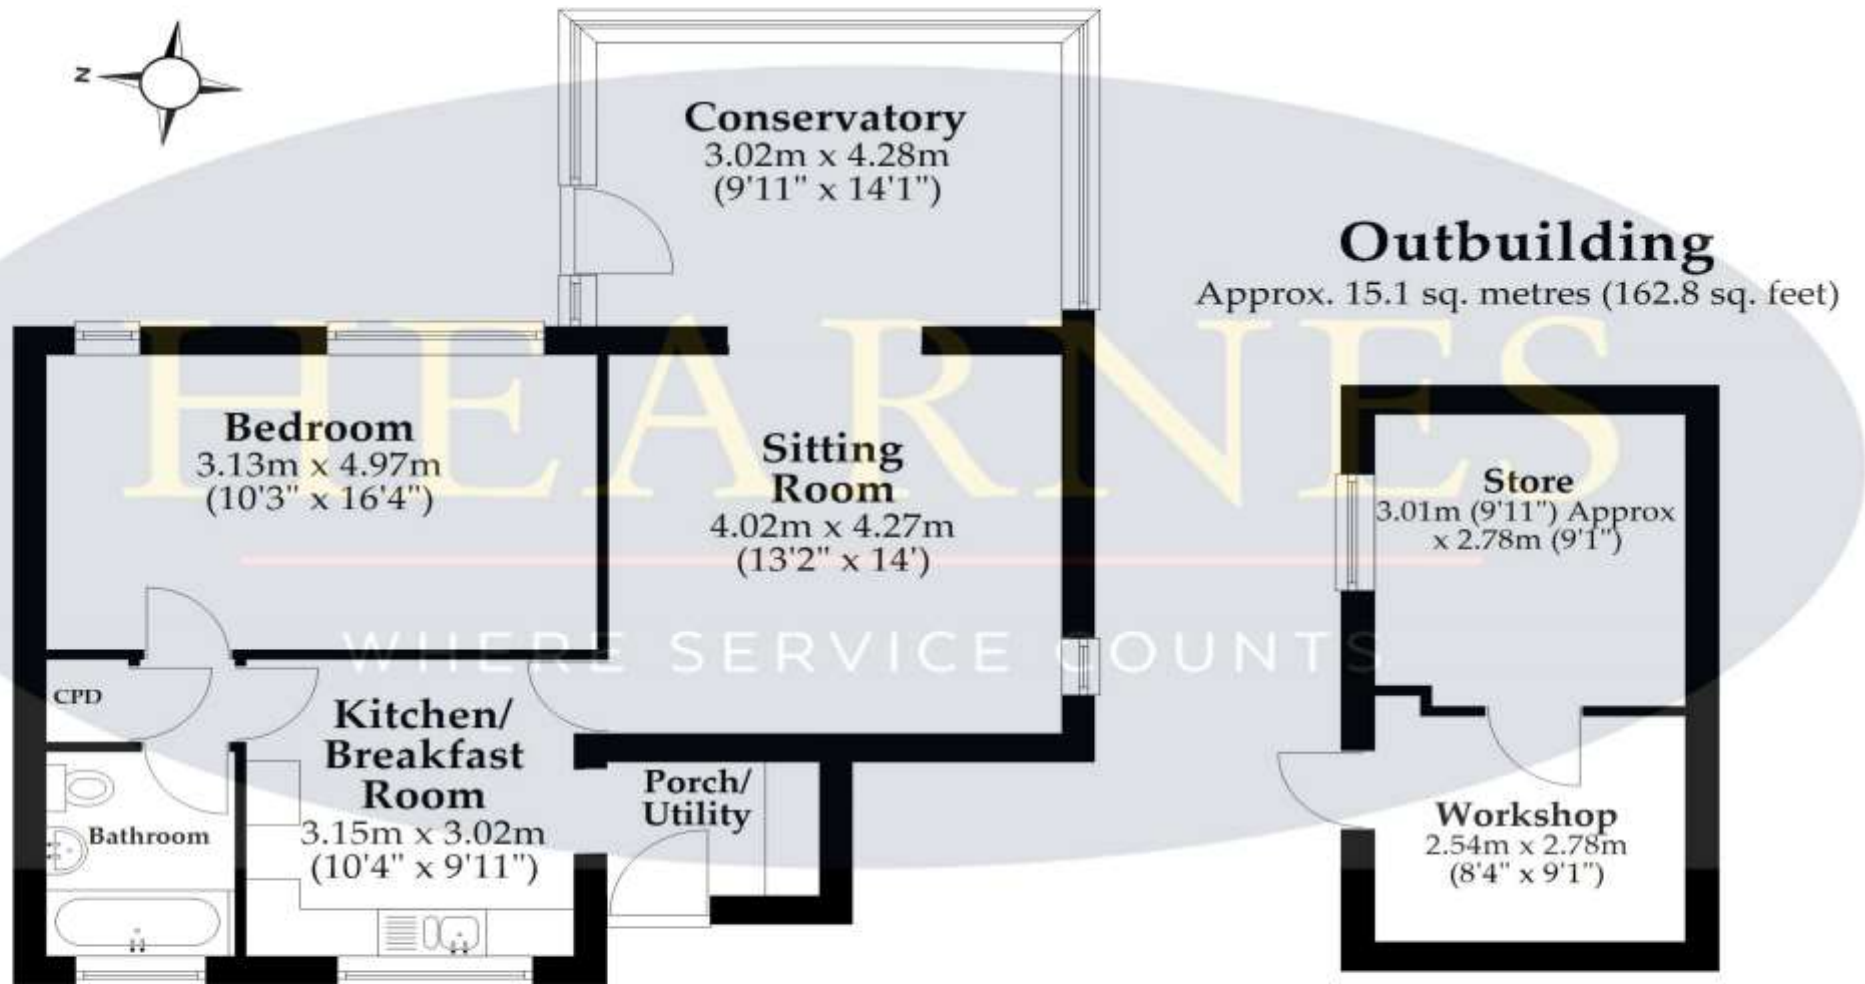 N
Conservatory
3.02m x 4.28m
(9'11" x 14'1")
Outbuilding
Approx. 15.1 sq. metres (162.8 sq. feet)
HEARNES
WHERE SERVICE COUNTS
Bedroom
3.13m x 4.97m
(10'3" x 16'4")
Sitting
Room
4.02m x 4.27m
(13'2" x 14')
Store
3.01m (9'11") Approx
x 2.78m (9'1")
CPD
Kitchen/
Breakfast
Room
3.15m x 3.02m
(10'4" x 9'11")
Porch/
Utility
Bathroom
Workshop
2.54m x 2.78m
(8'4" x 9'1")